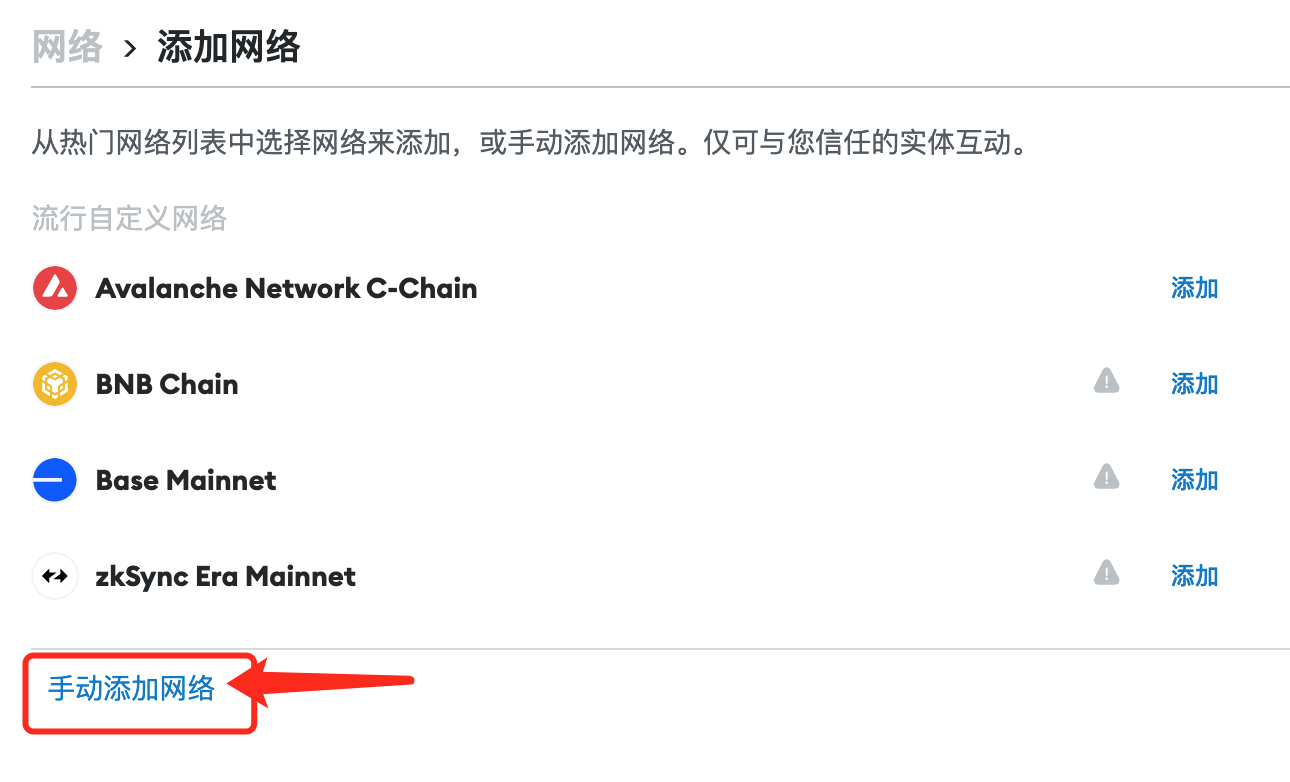 网络 › 添加网络
从热门网络列表中选择网络来添加，或手动添加网络。仅可与您信任的实体互动。
流行自定义网络
Avalanche Network C-Chain 添加
BNB Chain 添加
Base Mainnet 添加
zkSync Era Mainnet 添加
手动添加网络